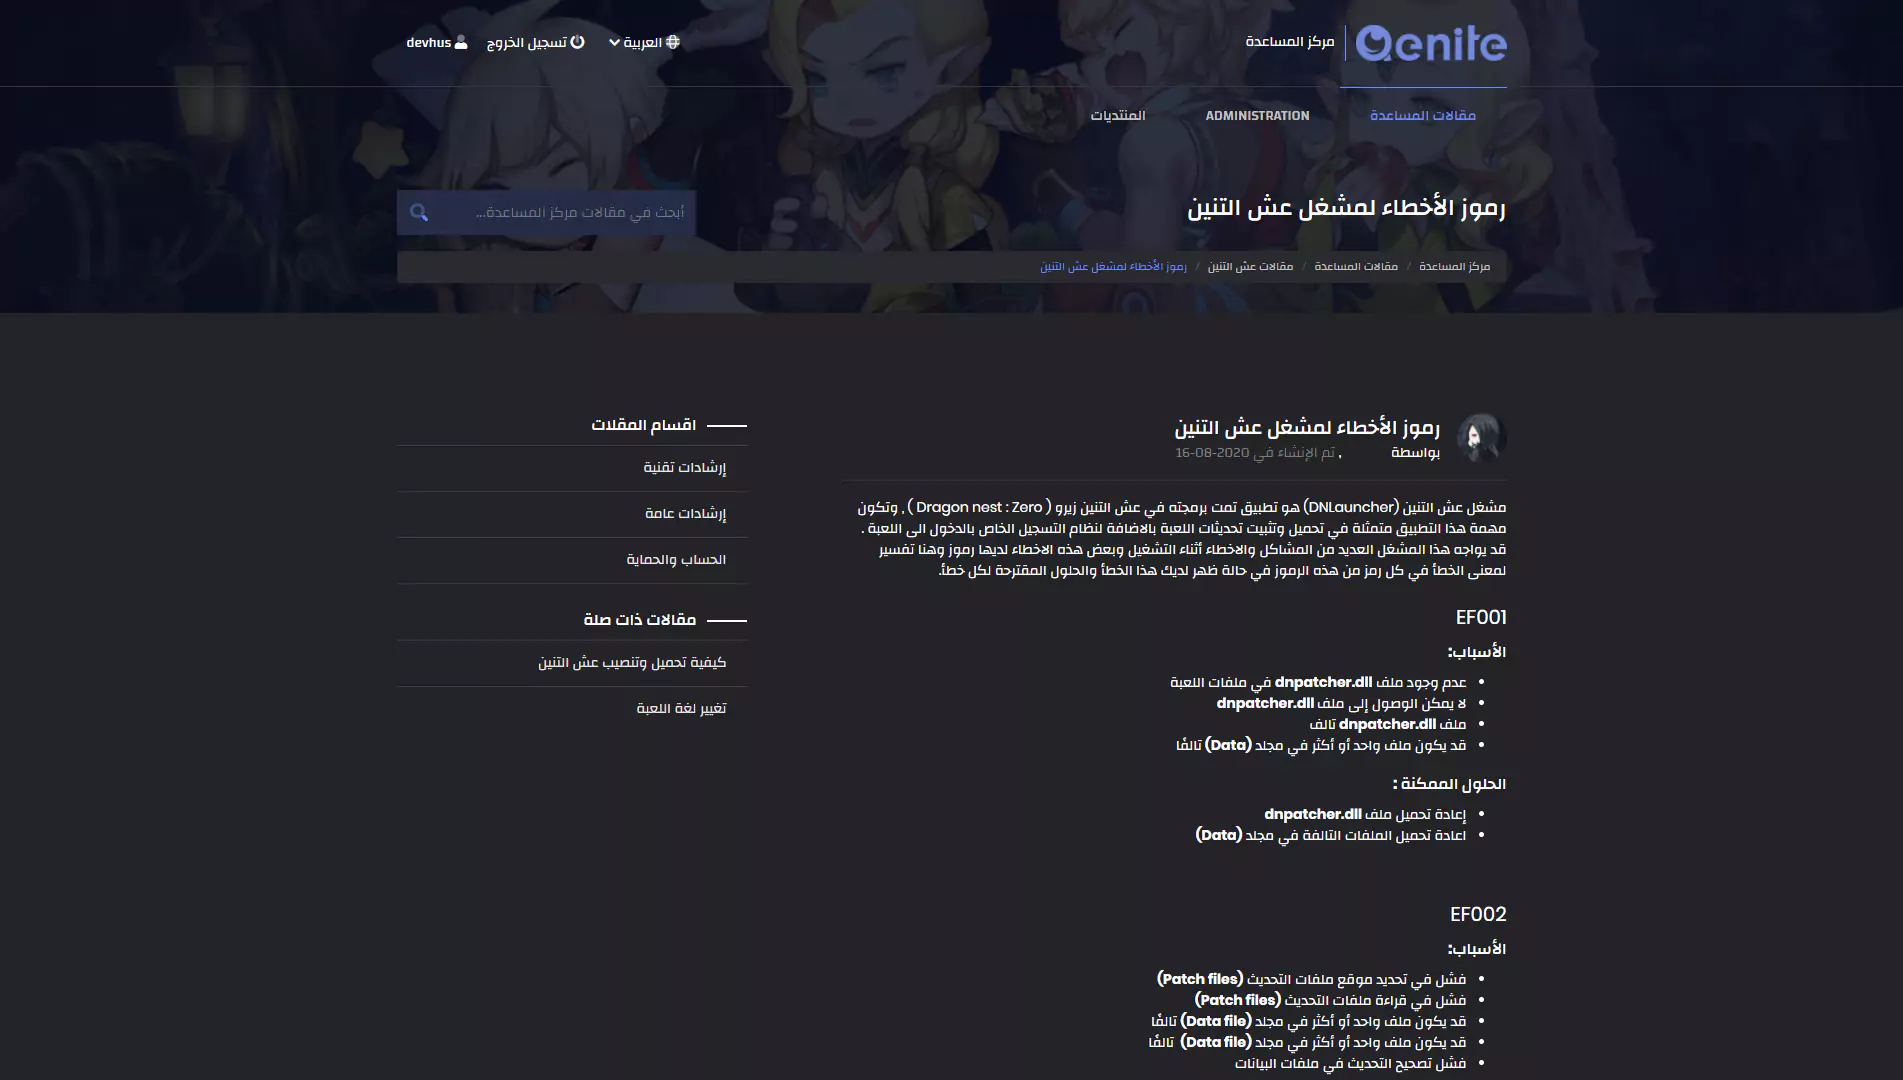 Qenite
مركز المساعدة
العربية
تسجيل الخروج
devhus
مقالات المساعدة
ADMINISTRATION
المنتديات
رموز الأخطاء لمشغل عش التنين
أبحث في مقالات مركز المساعدة...
مركز المساعدة / مقالات المساعدة / مقالات عش التنين / رموز الأخطاء لمشغل عش التنين
رموز الأخطاء لمشغل عش التنين
بواسطة , تم الإنشاء في 2020-08-16
مشغل عش التنين (DNLauncher) هو تطبيق تمت برمجته في عش التنين زيرو ( Dragon nest : Zero ) , وتكون
مهمة هذا التطبيق متمثلة في تحميل وتثبيت تحديثات اللعبة بالاضافة لنظام التسجيل الخاص بالدخول الى اللعبة .
قد يواجه هذا المشغل العديد من المشاكل والاخطاء أثناء التشغيل وبعض هذه الاخطاء لديها رموز وهنا تفسير
لمعنى الخطأ في كل رمز من هذه الرموز في حالة ظهر لديك هذا الخطأ والحلول المقترحة لكل خطأ.
EF001
الأسباب:
عدم وجود ملف dnpatcher.dll في ملفات اللعبة
لا يمكن الوصول إلى ملف dnpatcher.dll
ملف dnpatcher.dll تالف
قد يكون ملف واحد أو أكثر في مجلد (Data) تالفًا
الحلول الممكنة :
إعادة تحميل ملف dnpatcher.dll
اعادة تحميل الملفات التالفة في مجلد (Data)
EF002
الأسباب:
فشل في تحديد موقع ملفات التحديث (Patch files)
فشل في قراءة ملفات التحديث (Patch files)
قد يكون ملف واحد أو أكثر في مجلد (Data file) تالفًا
قد يكون ملف واحد أو أكثر في مجلد (Data file) تالفًا
فشل تصحيح التحديث في ملفات البيانات
اقسام المقلات
إرشادات تقنية
إرشادات عامة
الحساب والحماية
مقالات ذات صلة
كيفية تحميل وتنصيب عش التنين
تغيير لغة اللعبة